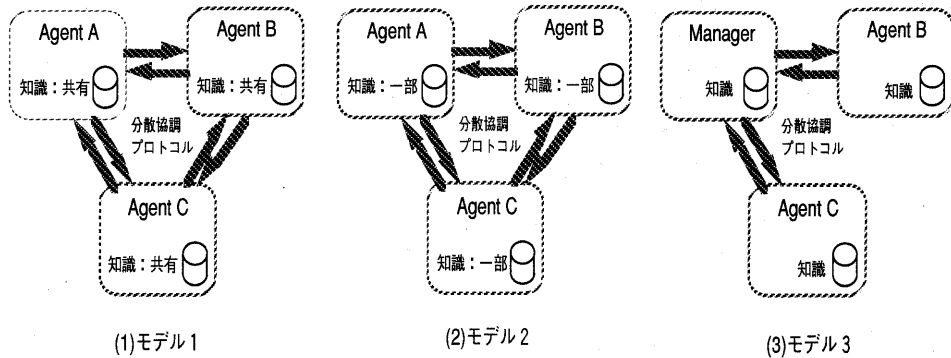 Agent A
知識：共有
Agent B
知識：共有
分散協調
プロトコル
Agent C
知識：共有
(1)モデル1
Agent A
知識：一部
Agent B
知識：一部
分散協調
プロトコル
Agent C
知識：一部
(2)モデル2
Manager
知識
Agent B
知識
分散協調
プロトコル
Agent C
知識
(3)モデル3